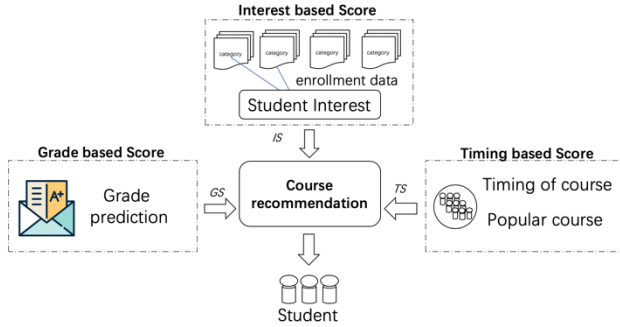 Interest based Score
category category category category
enrollment data
Student Interest
IS
Grade based Score
A+
Grade
prediction
GS
Course
recommendation
TS
Timing based Score
Timing of course
Popular course
Student